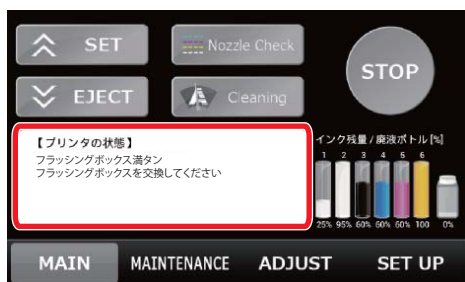 SET
Nozzle Check
STOP
EJECT
Cleaning
【プリンタの状態】
フラッシングボックス満タン
フラッシングボックスを交換してください
インク残量/廃液ボトル[%]
1 2 3 4 5 6
25% 95% 60% 60% 60% 100 0%
MAIN MAINTENANCE ADJUST SET UP